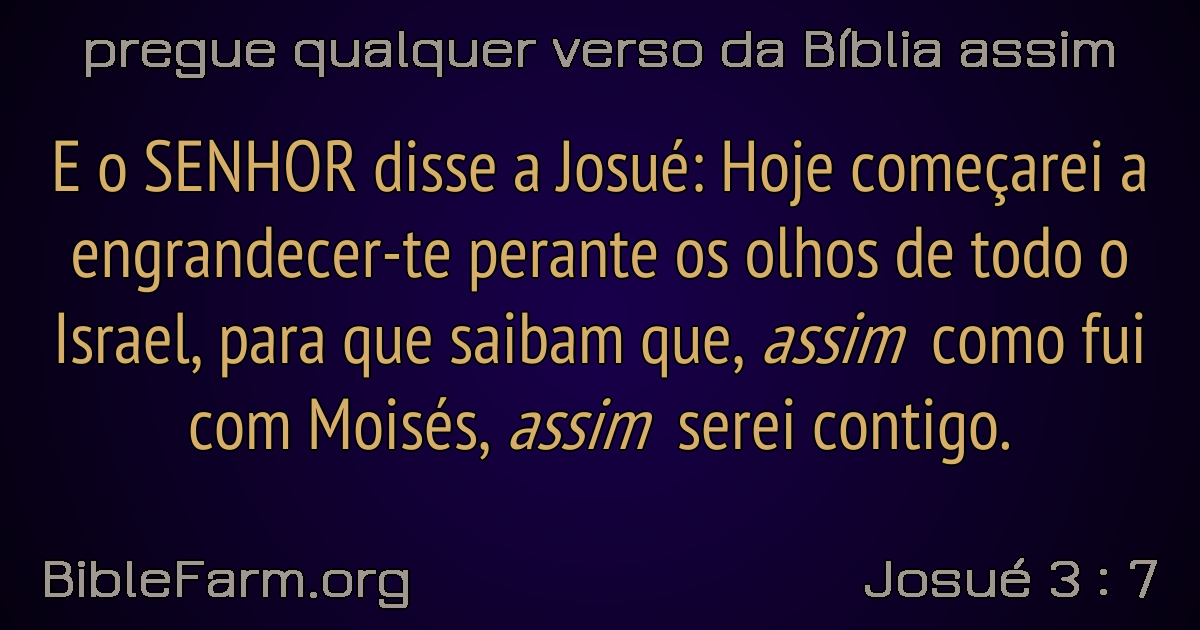 pregue qualquer verso da Bíblia assim
E o SENHOR disse a Josué: Hoje começarei a
engrandecer-te perante os olhos de todo o
Israel, para que saibam que, assim como fui
com Moisés, assim serei contigo.
BibleFarm.org
Josué 3 : 7